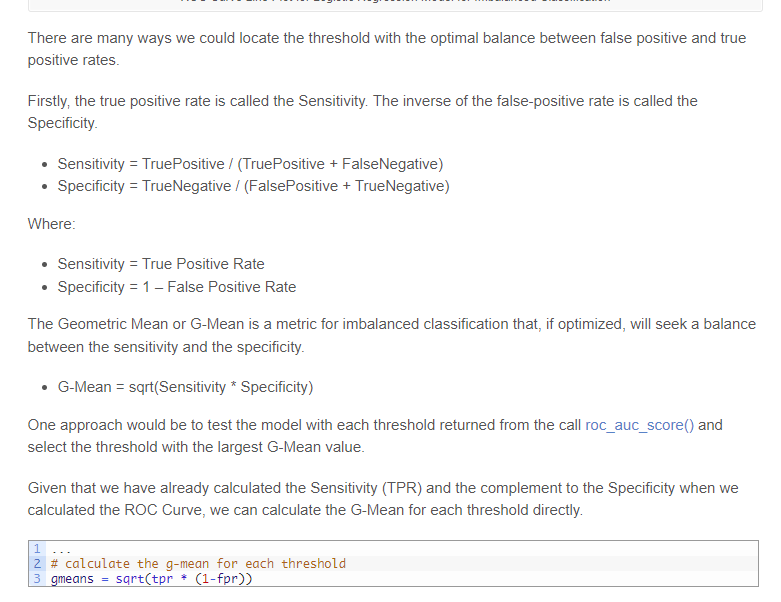 There are many ways we could locate the threshold with the optimal balance between false positive and true
positive rates.
Firstly, the true positive rate is called the Sensitivity. The inverse of the false-positive rate is called the
Specificity.
• Sensitivity = TruePositive / (TruePositive + FalseNegative)
• Specificity = TrueNegative / (FalsePositive + TrueNegative)
Where:
• Sensitivity = True Positive Rate
• Specificity = 1 – False Positive Rate
The Geometric Mean or G-Mean is a metric for imbalanced classification that, if optimized, will seek a balance
between the sensitivity and the specificity.
• G-Mean = sqrt(Sensitivity * Specificity)
One approach would be to test the model with each threshold returned from the call roc_auc_score() and
select the threshold with the largest G-Mean value.
Given that we have already calculated the Sensitivity (TPR) and the complement to the Specificity when we
calculated the ROC Curve, we can calculate the G-Mean for each threshold directly.
1 ...
2 # calculate the g-mean for each threshold
3 gmeans = sqrt(tpr * (1-fpr))